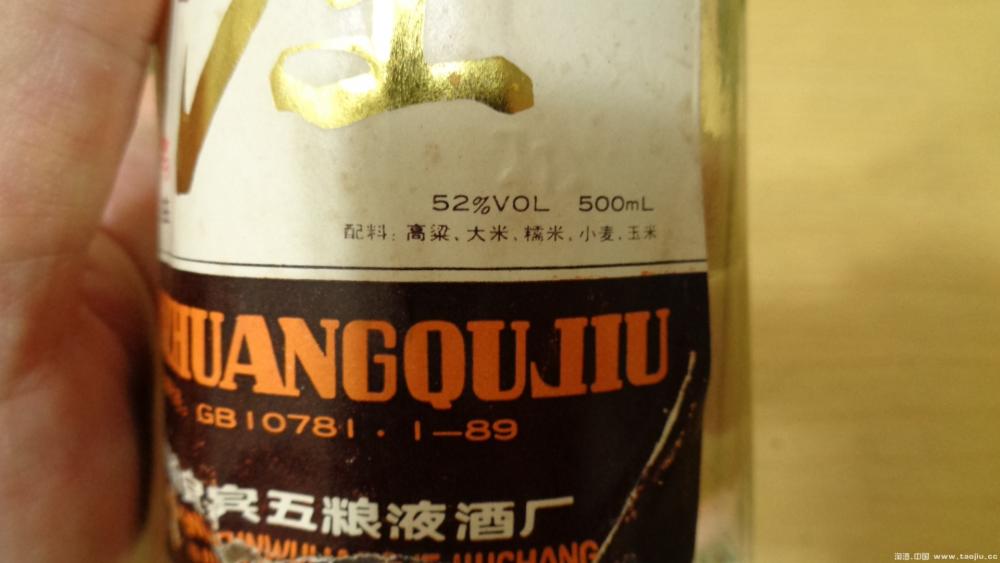 52%VOL 500mL
配料: 高粱、大米、糯米、小麦、玉米
HUANGQUJIU
GB10781·1—89
宾五粮液酒厂
JIUCHANG
淘酒.中国 www.taojiu.cc